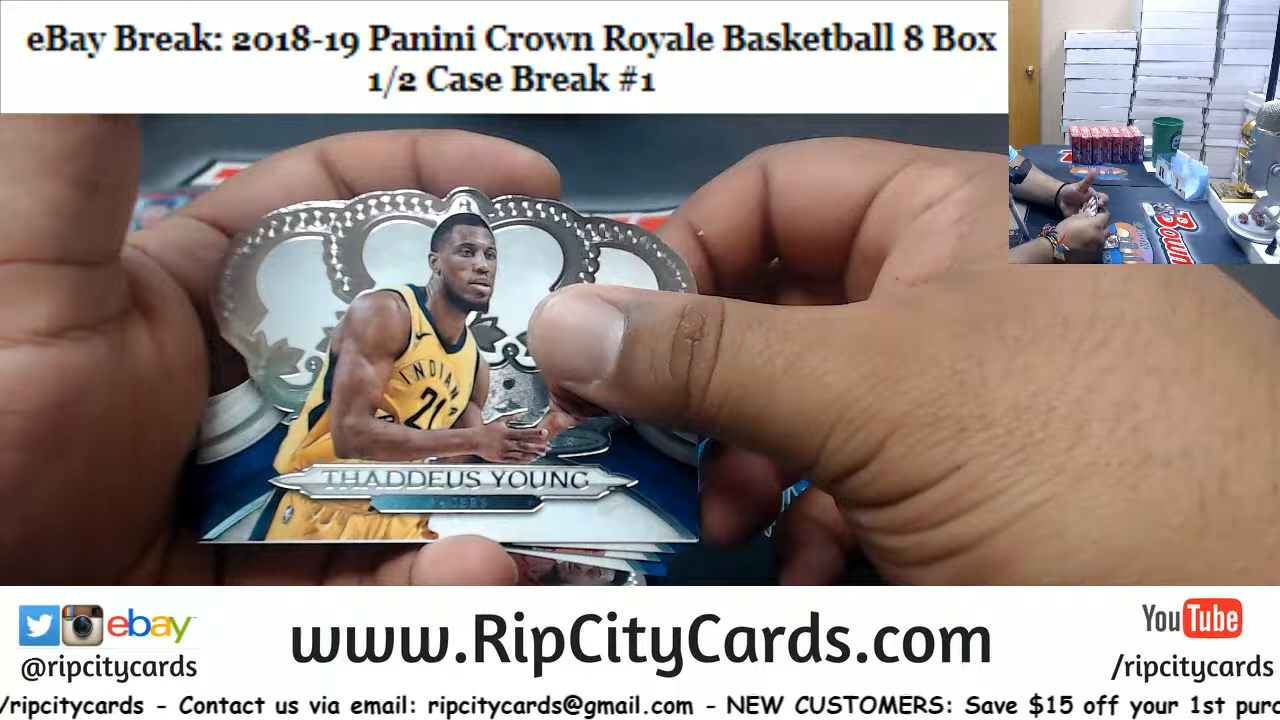 eBay Break: 2018-19 Panini Crown Royale Basketball 8 Box
1/2 Case Break #1
INDIANA
21
THADDEUS YOUNG
PACERS
ebay
@ripcitycards
www.RipCityCards.com
YouTube
/ripcitycards
/ripcitycards - Contact us via email: ripcitycards@gmail.com - NEW CUSTOMERS: Save $15 off your 1st purc